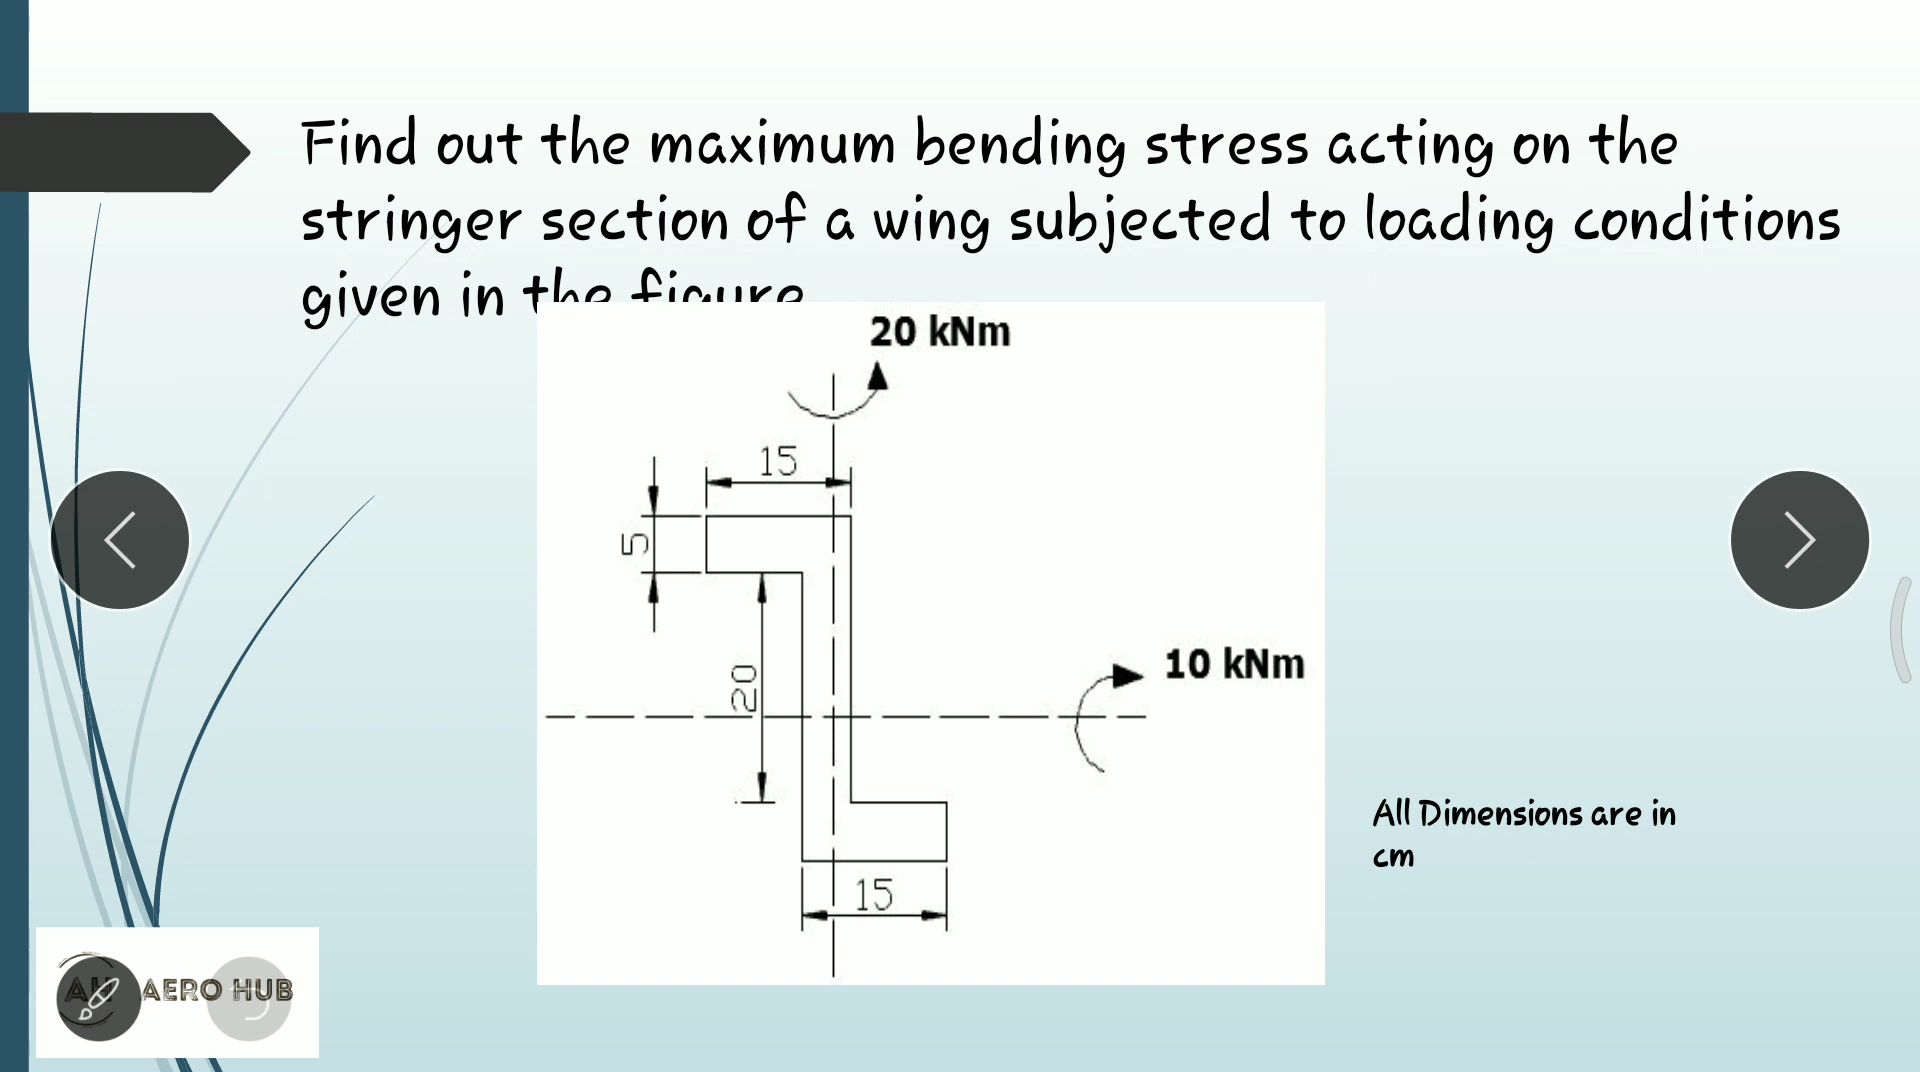 Find out the maximum bending stress acting on the
stringer section of a wing subjected to loading conditions
given in the figure
20 kNm
15
5
20
10 kNm
All Dimensions are in
cm
15
AERO HUB